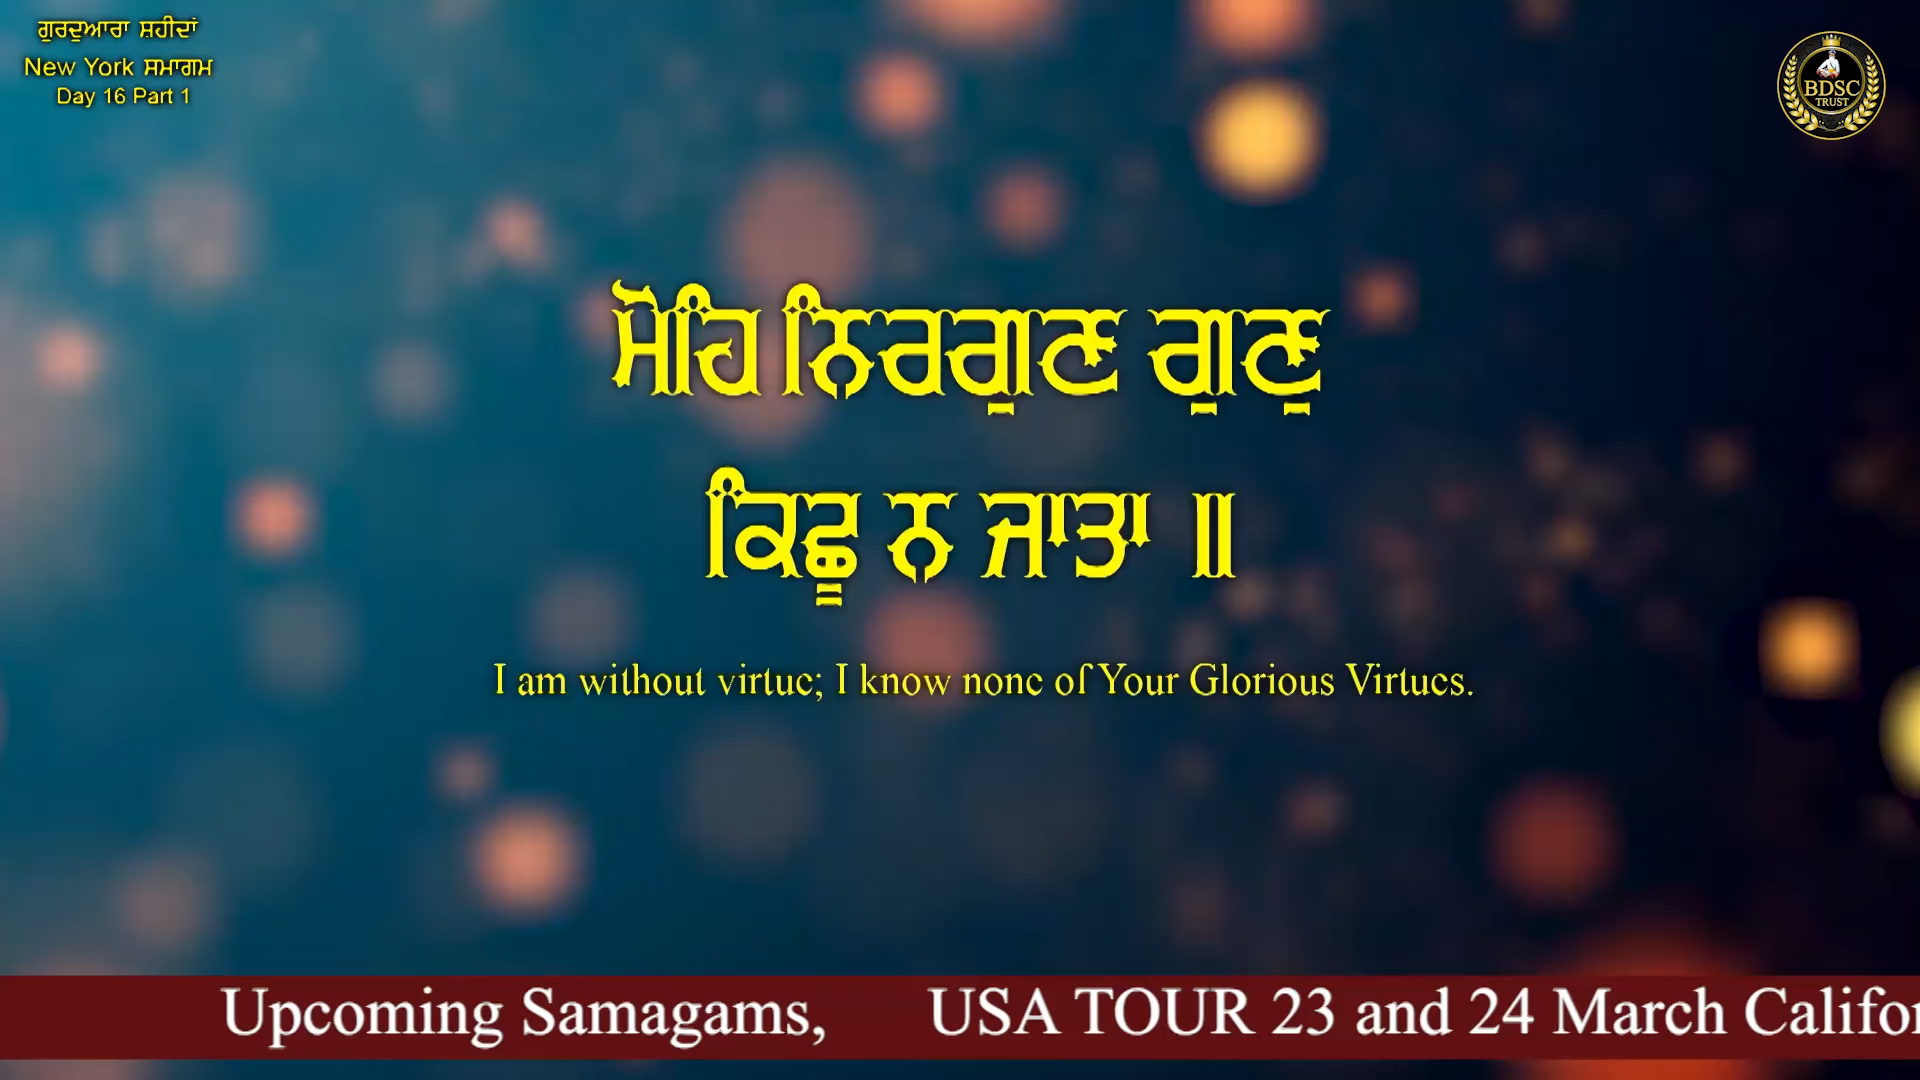 ਗੁਰਦੁਆਰਾ ਸ਼ਹੀਦਾਂ
New York ਸਮਾਗਮ
Day 16 Part 1
BDSC
TRUST
ਮੋਹਿ ਨਿਰਗੁਣ ਗੁਣੁ
ਕਿਛੂ ਨ ਜਾਤਾ ॥
I am without virtue; I know none of Your Glorious Virtues.
Upcoming Samagams, USA TOUR 23 and 24 March Califor